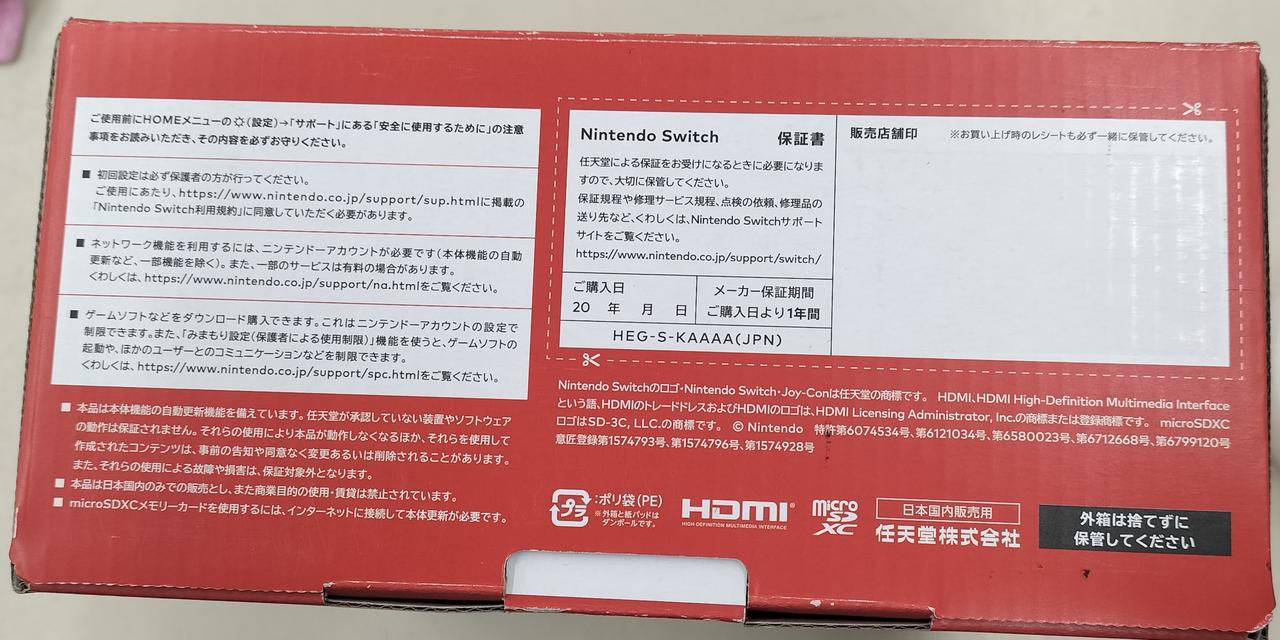 ご使用前にHOMEメニューの☼(設定)→「サポート」にある「安全に使用するために」の注意
事項をお読みいただき、その内容を必ずお守りください。
■ 初回設定は必ず保護者の方が行ってください。
ご使用にあたり、https://www.nintendo.co.jp/support/sup.htmlに掲載の
「Nintendo Switch利用規約」に同意していただく必要があります。
■ ネットワーク機能を利用するには、ニンテンドーアカウントが必要です(本体機能の自動
更新など、一部機能を除く)。また、一部のサービスは有料の場合があります。
くわしくは、https://www.nintendo.co.jp/support/na.htmlをご覧ください。
■ ゲームソフトなどをダウンロード購入できます。これはニンテンドーアカウントの設定で
制限できます。また、「みまもり設定(保護者による使用制限)」機能を使うと、ゲームソフトの
起動や、ほかのユーザーとのコミュニケーションなどを制限できます。
くわしくは、https://www.nintendo.co.jp/support/spc.htmlをご覧ください。
■ 本品は本体機能の自動更新機能を備えています。任天堂が承認していない装置やソフトウェア
の動作は保証されません。それらの使用により本品が動作しなくなるほか、それらを使用して
作成されたコンテンツは、事前の告知や同意なく変更あるいは削除されることがあります。
また、それらの使用による故障や損害は、保証対象外となります。
■ 本品は日本国内のみでの販売とし、また商業目的の使用・賃貸は禁止されています。
■ microSDXCメモリーカードを使用するには、インターネットに接続して本体更新が必要です。
Nintendo Switch 保証書
任天堂による保証をお受けになるときに必要になりま
すので、大切に保管してください。
保証規程や修理サービス規程、点検の依頼、修理品の
送り先など、くわしくは、Nintendo Switchサポート
サイトをご覧ください。
https://www.nintendo.co.jp/support/switch/
ご購入日
20 年 月 日
メーカー保証期間
ご購入日より1年間
HEG-S-KAAAA(JPN)
販売店舗印 ※お買い上げ時のレシートも必ず一緒に保管してください。
Nintendo Switchのロゴ・Nintendo Switch・Joy-Conは任天堂の商標です。 HDMI、HDMI High-Definition Multimedia Interface
という語、HDMIのトレードドレスおよびHDMIのロゴは、HDMI Licensing Administrator, Inc.の商標または登録商標です。 microSDXC
ロゴはSD-3C, LLC.の商標です。 © Nintendo 特許第6074534号、第6121034号、第6580023号、第6712668号、第6799120号
意匠登録第1574793号、第1574796号、第1574928号
プラ
:ポリ袋(PE)
※外箱と紙パッドは
ダンボールです。
HDMI®
HIGH-DEFINITION MULTIMEDIA INTERFACE
micro
SD
XC
日本国内販売用
任天堂株式会社
外箱は捨てずに
保管してください